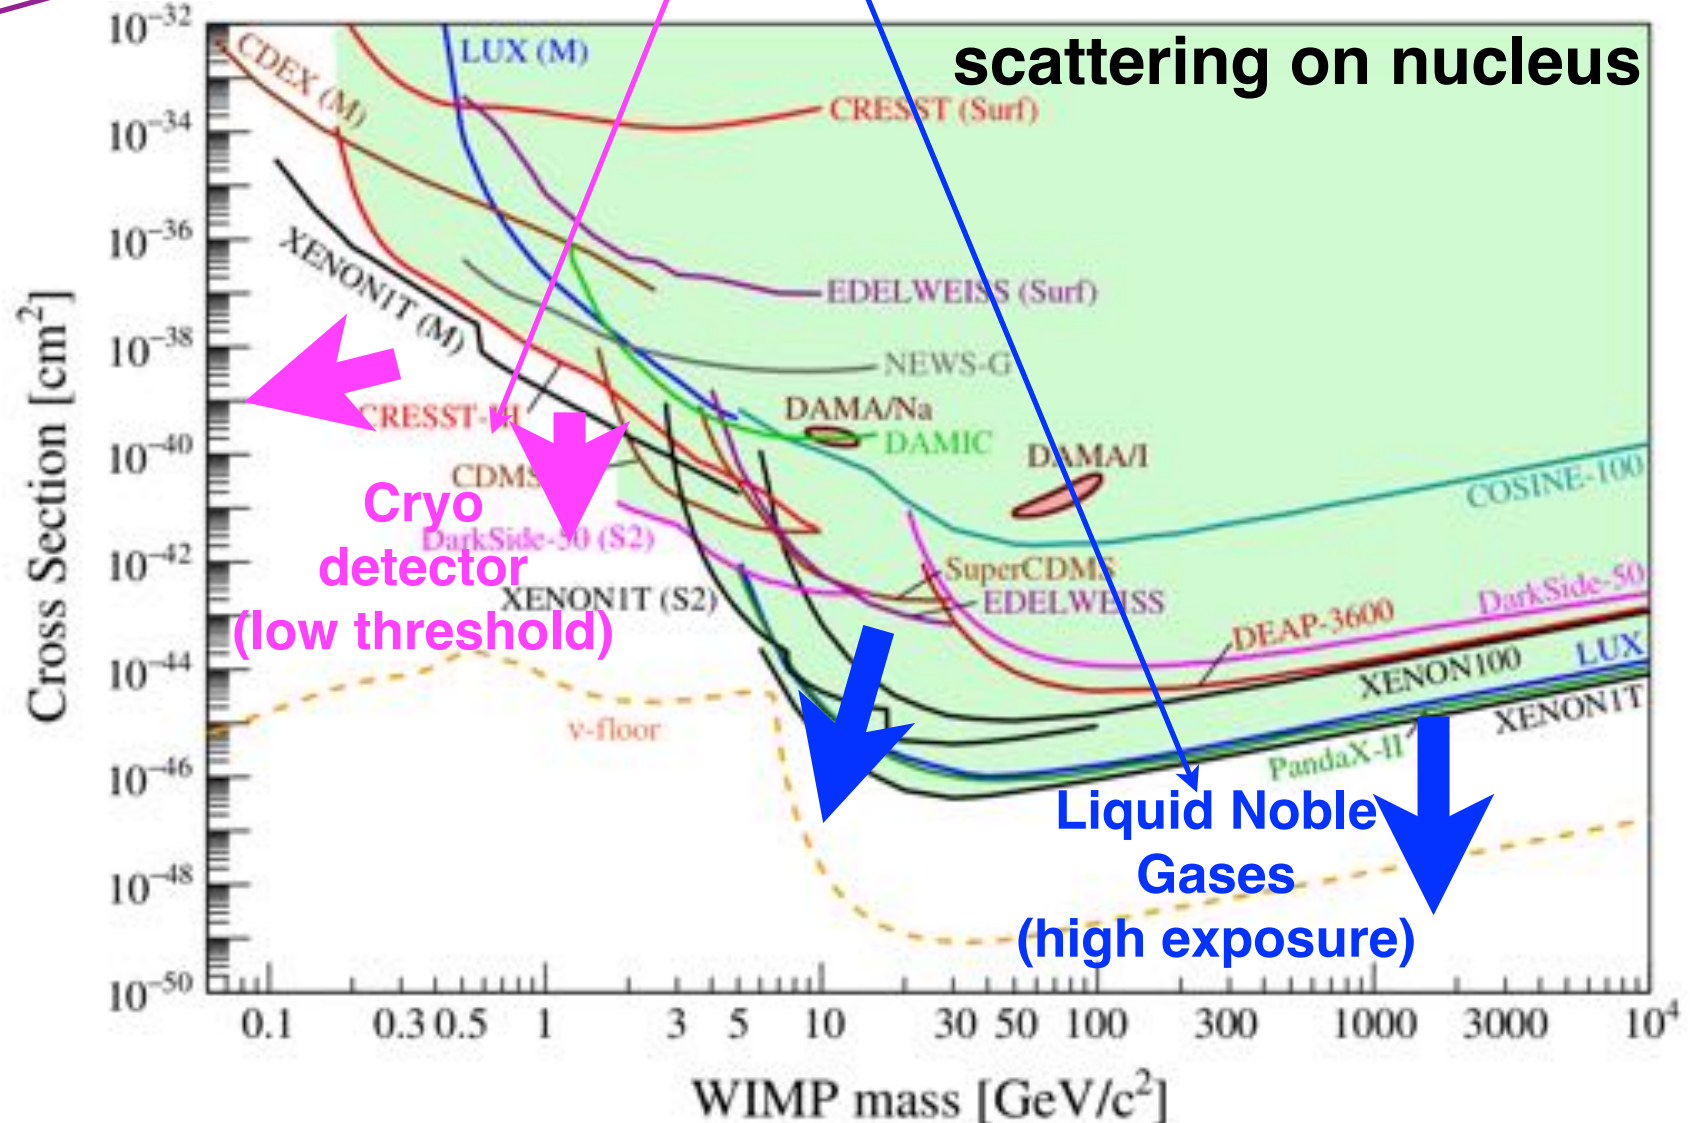 scattering on nucleus
10⁻³²
10⁻³⁴
10⁻³⁶
10⁻³⁸
10⁻⁴⁰
10⁻⁴²
10⁻⁴⁴
10⁻⁴⁶
10⁻⁴⁸
10⁻⁵⁰
Cross Section [cm²]
CDEX (M)
LUX (M)
CRESST (Surf)
XENON1T (M)
EDELWEISS (Surf)
NEWS-G
CRESST-III
DAMA/Na
DAMIC
DAMA/I
COSINE-100
CDMS
Cryo
detector
(low threshold)
DarkSide-50 (S2)
XENON1T (S2)
SuperCDMS
EDELWEISS
DarkSide-50
DEAP-3600
XENON100
LUX
XENON1T
PandaX-II
ν-floor
Liquid Noble
Gases
(high exposure)
0.1 0.3 0.5 1 3 5 10 30 50 100 300 1000 3000 10⁴
WIMP mass [GeV/c²]